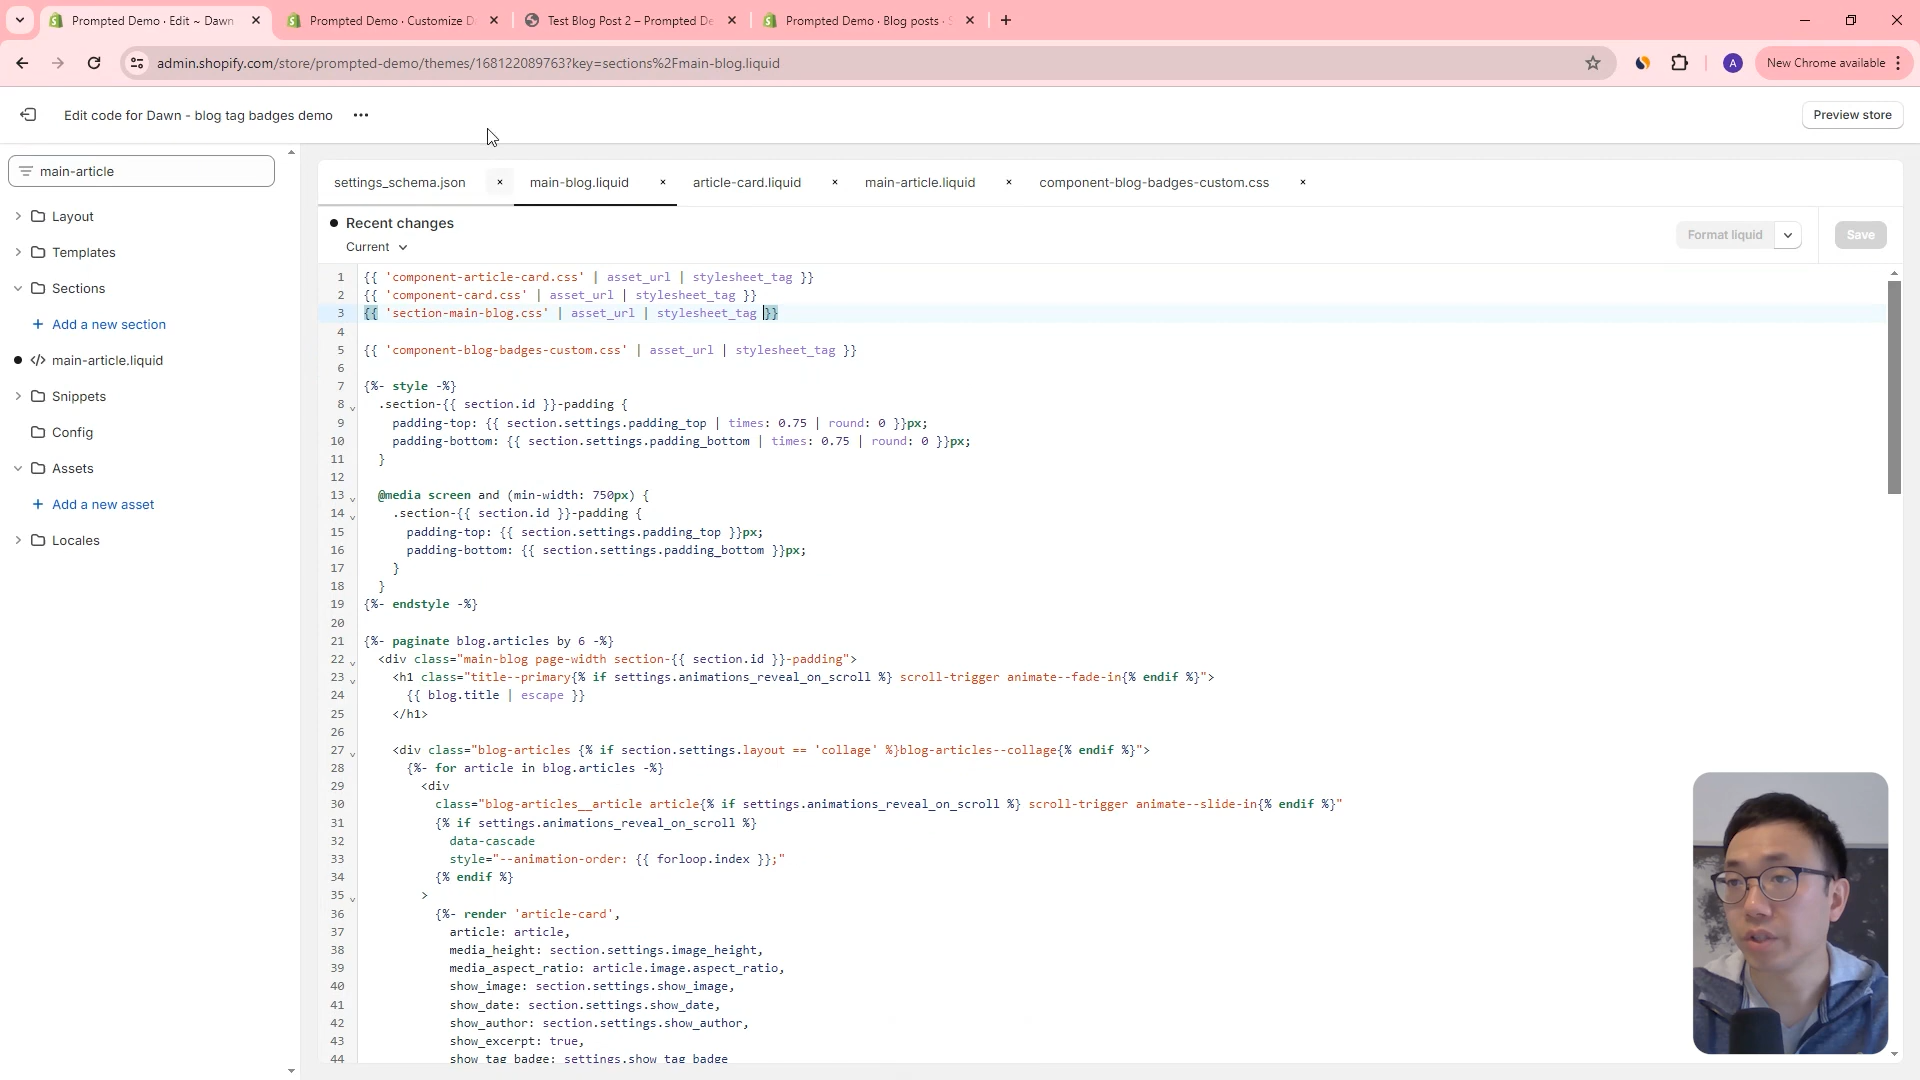 Prompted Demo · Edit ~ Dawn
Prompted Demo · Customize D
Test Blog Post 2 – Prompted De
Prompted Demo · Blog posts ·
admin.shopify.com/store/prompted-demo/themes/168122089763?key=sections%2Fmain-blog.liquid
A
New Chrome available
Edit code for Dawn - blog tag badges demo
Preview store
main-article
Layout
Templates
Sections
Add a new section
main-article.liquid
Snippets
Config
Assets
Add a new asset
Locales
settings_schema.json
main-blog.liquid
article-card.liquid
main-article.liquid
component-blog-badges-custom.css
Recent changes
Current
Format liquid
Save
1 {{ 'component-article-card.css' | asset_url | stylesheet_tag }}
2 {{ 'component-card.css' | asset_url | stylesheet_tag }}
3 {{ 'section-main-blog.css' | asset_url | stylesheet_tag }}
4
5 {{ 'component-blog-badges-custom.css' | asset_url | stylesheet_tag }}
6
7 {%- style -%}
8 .section-{{ section.id }}-padding {
9 padding-top: {{ section.settings.padding_top | times: 0.75 | round: 0 }}px;
10 padding-bottom: {{ section.settings.padding_bottom | times: 0.75 | round: 0 }}px;
11 }
12
13 @media screen and (min-width: 750px) {
14 .section-{{ section.id }}-padding {
15 padding-top: {{ section.settings.padding_top }}px;
16 padding-bottom: {{ section.settings.padding_bottom }}px;
17 }
18 }
19 {%- endstyle -%}
20
21 {%- paginate blog.articles by 6 -%}
22 <div class="main-blog page-width section-{{ section.id }}-padding">
23 <h1 class="title--primary{% if settings.animations_reveal_on_scroll %} scroll-trigger animate--fade-in{% endif %}">
24 {{ blog.title | escape }}
25 </h1>
26
27 <div class="blog-articles {% if section.settings.layout == 'collage' %}blog-articles--collage{% endif %}">
28 {%- for article in blog.articles -%}
29 <div
30 class="blog-articles__article article{% if settings.animations_reveal_on_scroll %} scroll-trigger animate--slide-in{% endif %}"
31 {% if settings.animations_reveal_on_scroll %}
32 data-cascade
33 style="--animation-order: {{ forloop.index }};"
34 {% endif %}
35 >
36 {%- render 'article-card',
37 article: article,
38 media_height: section.settings.image_height,
39 media_aspect_ratio: article.image.aspect_ratio,
40 show_image: section.settings.show_image,
41 show_date: section.settings.show_date,
42 show_author: section.settings.show_author,
43 show_excerpt: true,
44 show_tag_badge: settings.show_tag_badge